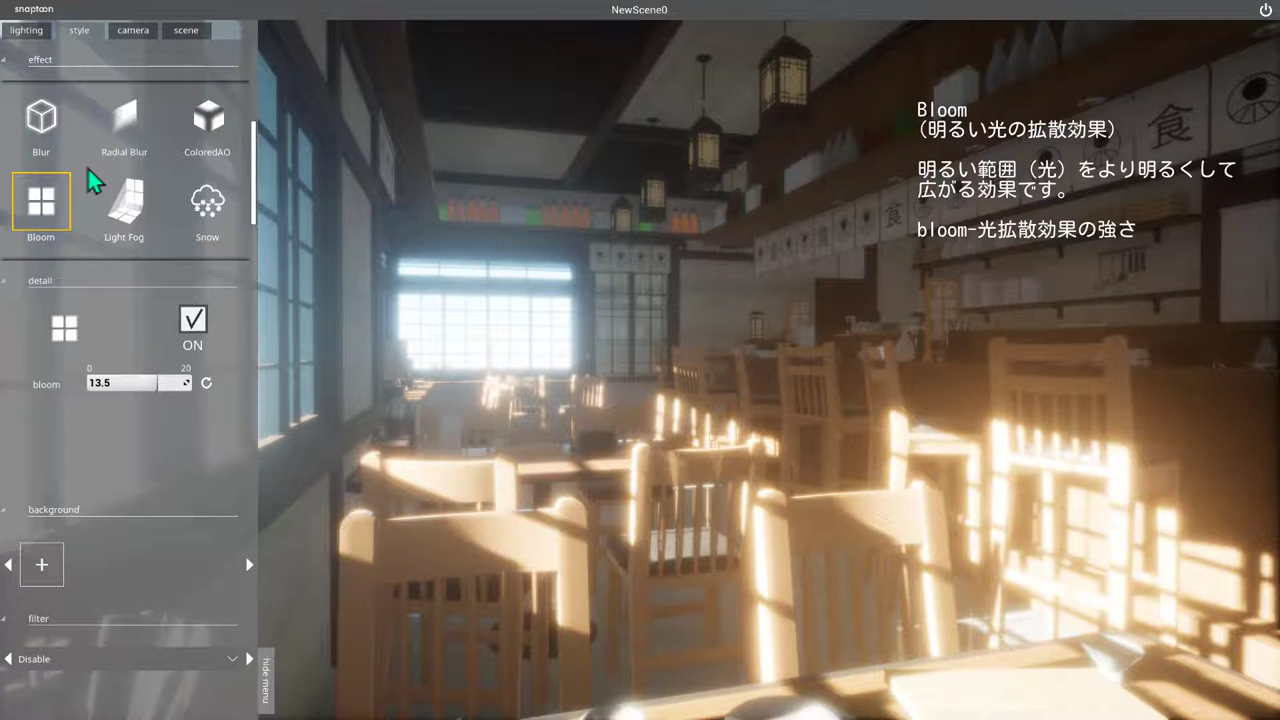 snaptoon
NewScene0
lighting style camera scene
effect
Blur Radial Blur ColoredAO
Bloom Light Fog Snow
detail
ON
0 20
bloom 13.5
background
+
filter
Disable
hide menu
Bloom
(明るい光の拡散効果)
明るい範囲（光）をより明るくして
広がる効果です。
bloom-光拡散効果の強さ
食
食